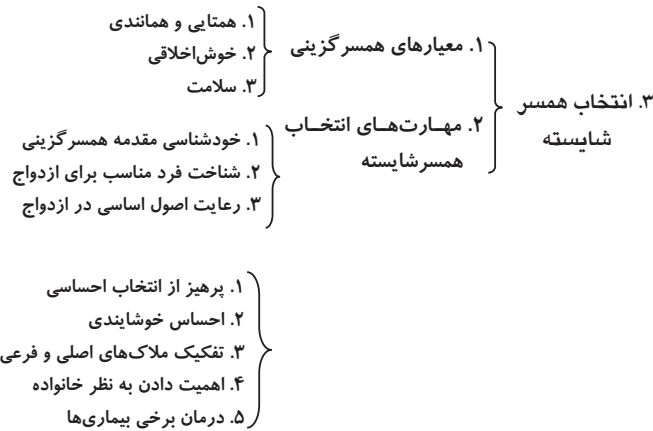 ۳. انتخاب همسر
شایسته
۱. معیارهای همسرگزینی
۱. همتایی و همانندی
۲. خوش‌اخلاقی
۳. سلامت
۲. مهـارت‌هـای انتخـاب
همسرشایسته
۱. خودشناسی مقدمه همسرگزینی
۲. شناخت فرد مناسب برای ازدواج
۳. رعایت اصول اساسی در ازدواج
۱. پرهیز از انتخاب احساسی
۲. احساس خوشایندی
۳. تفکیک ملاک‌های اصلی و فرعی
۴. اهمیت دادن به نظر خانواده
۵. درمان برخی بیماری‌ها